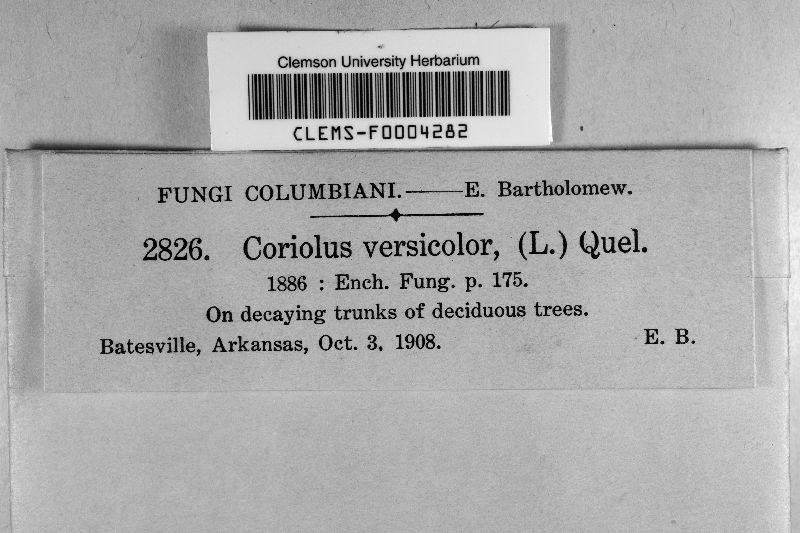 Clemson University Herbarium
CLEMS-F0004282
FUNGI COLUMBIANI.——E. Bartholomew.
2826. Coriolus versicolor, (L.) Quel.
1886 : Ench. Fung. p. 175.
On decaying trunks of deciduous trees.
Batesville, Arkansas, Oct. 3, 1908. E. B.